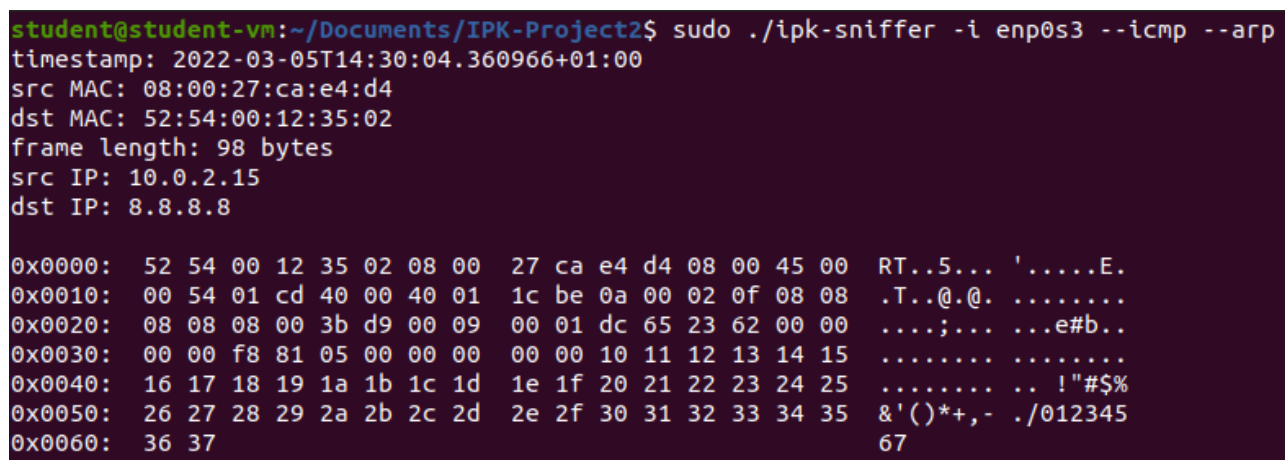 student@student-vm:~/Documents/IPK-Project2$ sudo ./ipk-sniffer -i enp0s3 --icmp --arp
timestamp: 2022-03-05T14:30:04.360966+01:00
src MAC: 08:00:27:ca:e4:d4
dst MAC: 52:54:00:12:35:02
frame length: 98 bytes
src IP: 10.0.2.15
dst IP: 8.8.8.8

0x0000:  52 54 00 12 35 02 08 00  27 ca e4 d4 08 00 45 00  RT..5... '.....E.
0x0010:  00 54 01 cd 40 00 40 01  1c be 0a 00 02 0f 08 08  .T..@.@. ........
0x0020:  08 08 08 00 3b d9 00 09  00 01 dc 65 23 62 00 00  ....;... ...e#b..
0x0030:  00 00 f8 81 05 00 00 00  00 00 10 11 12 13 14 15  ........ ........
0x0040:  16 17 18 19 1a 1b 1c 1d  1e 1f 20 21 22 23 24 25  ........ .. !"#$%
0x0050:  26 27 28 29 2a 2b 2c 2d  2e 2f 30 31 32 33 34 35  &'()*+,- ./012345
0x0060:  36 37                                             67